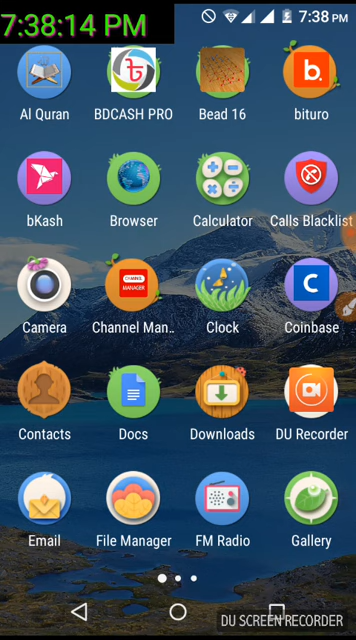 7:38:14 PM
7:38 PM
Al Quran
BDCASH PRO
Bead 16
b.
bituro
bKash
Browser
Calculator
Calls Blacklist
CHANNEL MANAGER
Camera
Channel Man..
Clock
C
Coinbase
Contacts
Docs
Downloads
DU Recorder
Email
File Manager
FM Radio
Gallery
DU SCREEN RECORDER